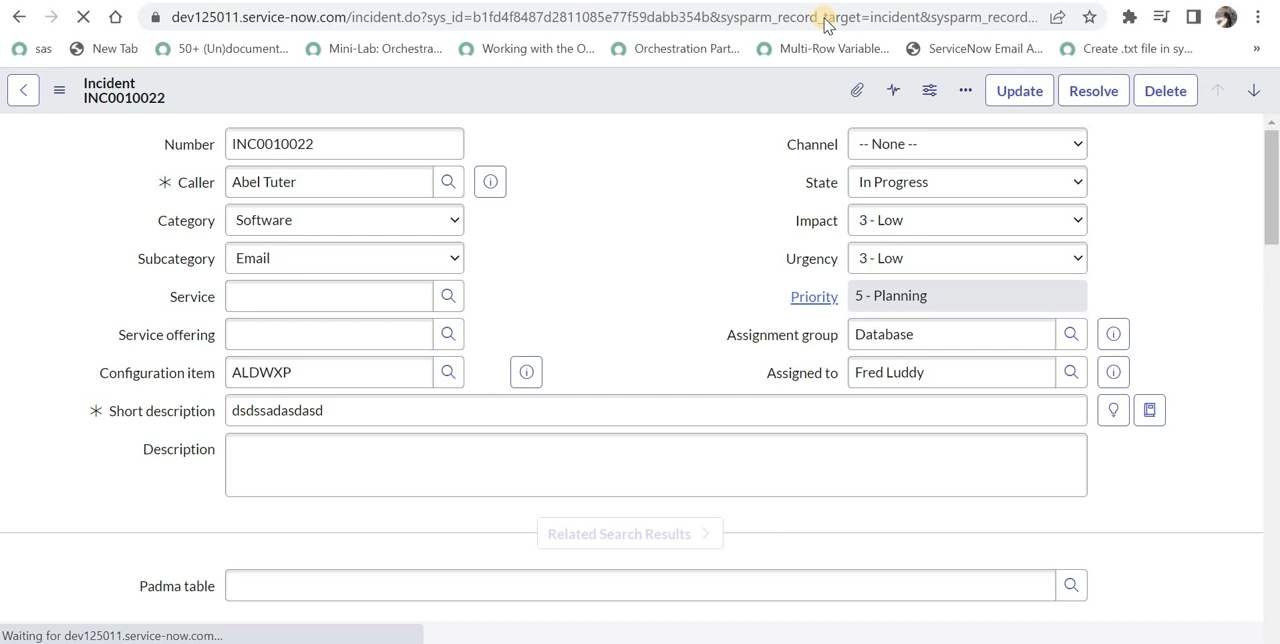 dev125011.service-now.com/incident.do?sys_id=b1fd4f8487d2811085e77f59dabb354b&sysparm_record_target=incident&sysparm_record...
sas New Tab 50+ (Un)document... Mini-Lab: Orchestra... Working with the O... Orchestration Part... Multi-Row Variable... ServiceNow Email A... Create .txt file in sy... »
Incident
INC0010022
Update Resolve Delete
Number INC0010022 Channel -- None --
✳ Caller Abel Tuter State In Progress
Category Software Impact 3 - Low
Subcategory Email Urgency 3 - Low
Service Priority 5 - Planning
Service offering Assignment group Database
Configuration item ALDWXP Assigned to Fred Luddy
✳ Short description dsdssadasdasd
Description
Related Search Results
Padma table
Waiting for dev125011.service-now.com...